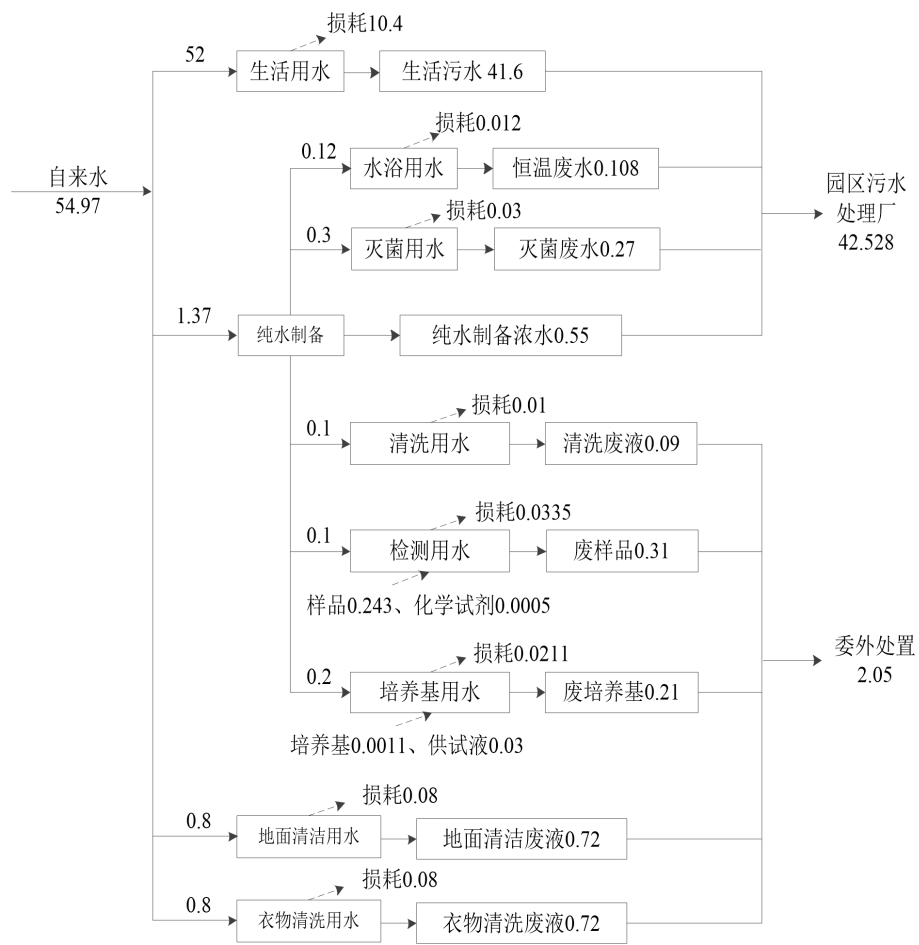 损耗10.4
52
生活用水
生活污水 41.6
损耗0.012
0.12
水浴用水
恒温废水0.108
自来水
54.97
园区污水
处理厂
42.528
损耗0.03
0.3
灭菌用水
灭菌废水0.27
1.37
纯水制备
纯水制备浓水0.55
损耗0.01
0.1
清洗用水
清洗废液0.09
损耗0.0335
0.1
检测用水
废样品0.31
样品0.243、化学试剂0.0005
委外处置
2.05
损耗0.0211
0.2
培养基用水
废培养基0.21
培养基0.0011、供试液0.03
损耗0.08
0.8
地面清洁用水
地面清洁废液0.72
损耗0.08
0.8
衣物清洗用水
衣物清洗废液0.72